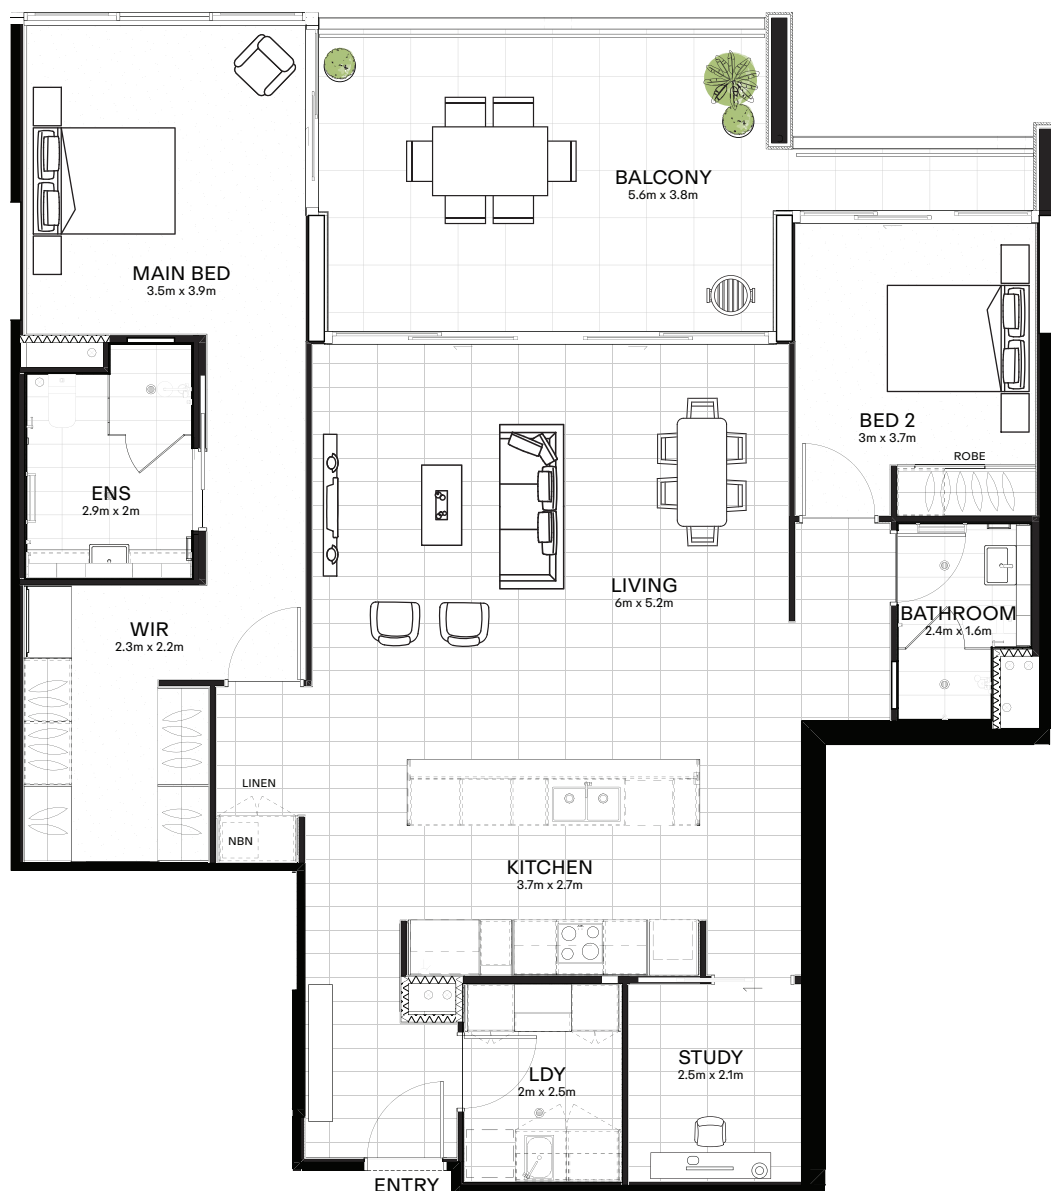 BALCONY
5.6m x 3.8m
MAIN BED
3.5m x 3.9m
BED 2
3m x 3.7m
ROBE
ENS
2.9m x 2m
LIVING
6m x 5.2m
BATHROOM
2.4m x 1.6m
WIR
2.3m x 2.2m
LINEN
NBN
KITCHEN
3.7m x 2.7m
STUDY
2.5m x 2.1m
LDY
2m x 2.5m
ENTRY